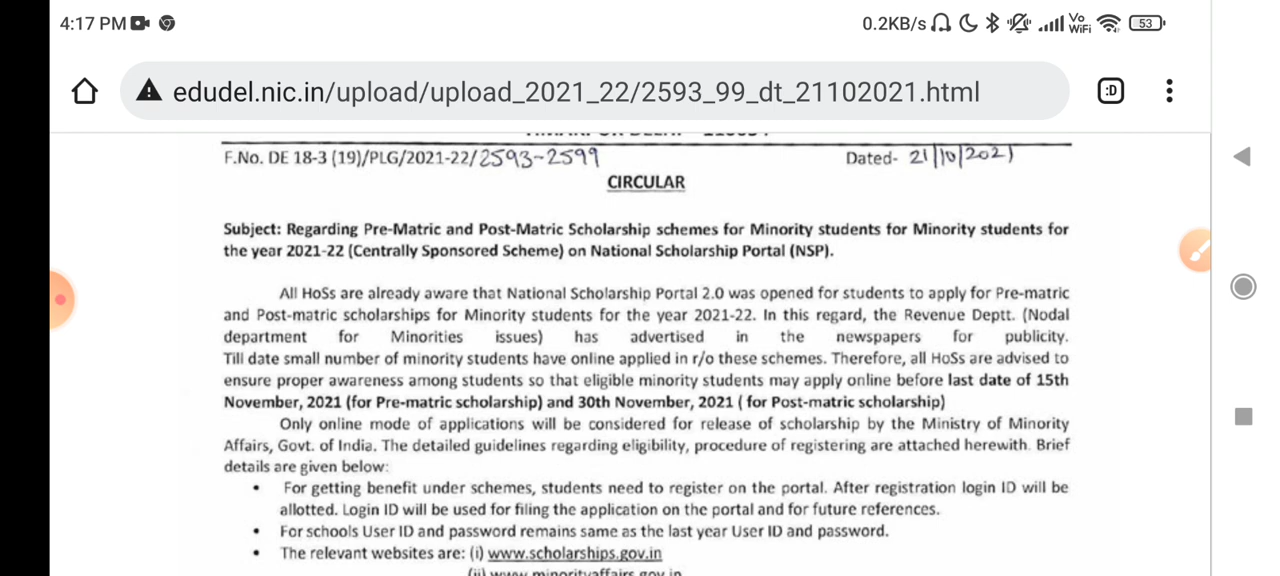 4:17 PM
0.2KB/s Vo WiFi 53
edudel.nic.in/upload/upload_2021_22/2593_99_dt_21102021.html
:D
F.No. DE 18-3 (19)/PLG/2021-22/2593-2599 Dated- 21/10/2021
CIRCULAR
Subject: Regarding Pre-Matric and Post-Matric Scholarship schemes for Minority students for Minority students for
the year 2021-22 (Centrally Sponsored Scheme) on National Scholarship Portal (NSP).
All HoSs are already aware that National Scholarship Portal 2.0 was opened for students to apply for Pre-matric
and Post-matric scholarships for Minority students for the year 2021-22. In this regard, the Revenue Deptt. (Nodal
department for Minorities issues) has advertised in the newspapers for publicity.
Till date small number of minority students have online applied in r/o these schemes. Therefore, all HoSs are advised to
ensure proper awareness among students so that eligible minority students may apply online before last date of 15th
November, 2021 (for Pre-matric scholarship) and 30th November, 2021 ( for Post-matric scholarship)
Only online mode of applications will be considered for release of scholarship by the Ministry of Minority
Affairs, Govt. of India. The detailed guidelines regarding eligibility, procedure of registering are attached herewith. Brief
details are given below:
• For getting benefit under schemes, students need to register on the portal. After registration login ID will be
allotted. Login ID will be used for filing the application on the portal and for future references.
• For schools User ID and password remains same as the last year User ID and password.
• The relevant websites are: (i) www.scholarships.gov.in
(ii) www.minorityaffairs.gov.in